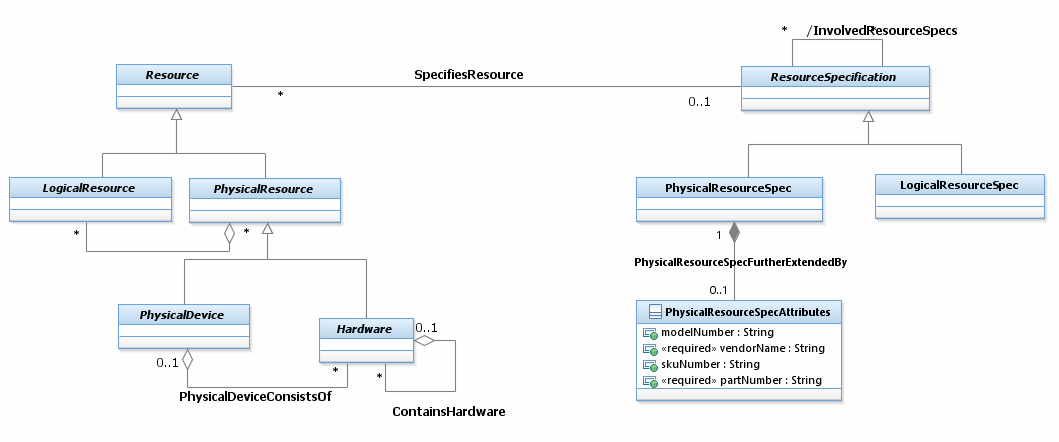 * /InvolvedResourceSpecs *
Resource
SpecifiesResource
ResourceSpecification
*
0..1
LogicalResource
PhysicalResource
PhysicalResourceSpec
LogicalResourceSpec
*
*
1
PhysicalResourceSpecFurtherExtendedBy
0..1
PhysicalDevice
Hardware
0..1
PhysicalResourceSpecAttributes
modelNumber : String
«required» vendorName : String
skuNumber : String
«required» partNumber : String
0..1
*
*
PhysicalDeviceConsistsOf
ContainsHardware